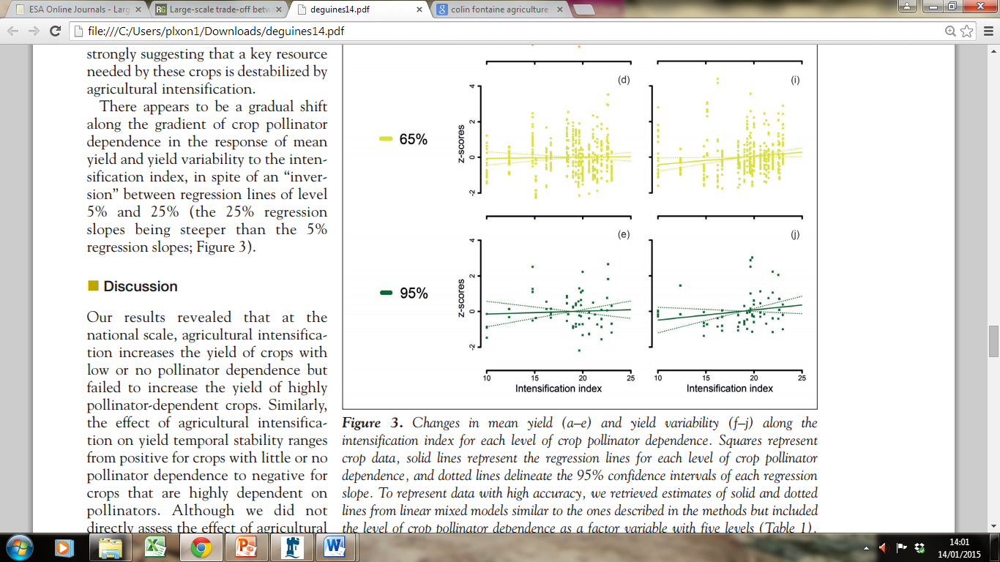 ESA Online Journals - Larg
Large-scale trade-off betw
deguines14.pdf
colin fontaine agriculture
file:///C:/Users/plxon1/Downloads/deguines14.pdf
strongly suggesting that a key resource
needed by these crops is destabilized by
agricultural intensification.
There appears to be a gradual shift
along the gradient of crop pollinator
dependence in the response of mean
yield and yield variability to the inten-
sification index, in spite of an “inver-
sion” between regression lines of level
5% and 25% (the 25% regression
slopes being steeper than the 5%
regression slopes; Figure 3).
Discussion
Our results revealed that at the
national scale, agricultural intensifica-
tion increases the yield of crops with
low or no pollinator dependence but
failed to increase the yield of highly
pollinator-dependent crops. Similarly,
the effect of agricultural intensifica-
tion on yield temporal stability ranges
from positive for crops with little or no
pollinator dependence to negative for
crops that are highly dependent on
pollinators. Although we did not
directly assess the effect of agricultural
65%
z-scores
4
2
0
-2
(d)
(i)
95%
z-scores
4
2
0
-2
(e)
(j)
10 15 20 25
Intensification index
10 15 20 25
Intensification index
Figure 3. Changes in mean yield (a–e) and yield variability (f–j) along the
intensification index for each level of crop pollinator dependence. Squares represent
crop data, solid lines represent the regression lines for each level of crop pollinator
dependence, and dotted lines delineate the 95% confidence intervals of each regression
slope. To represent data with high accuracy, we retrieved estimates of solid and dotted
lines from linear mixed models similar to the ones described in the methods but included
the level of crop pollinator dependence as a factor variable with five levels (Table 1).
14:01
14/01/2015